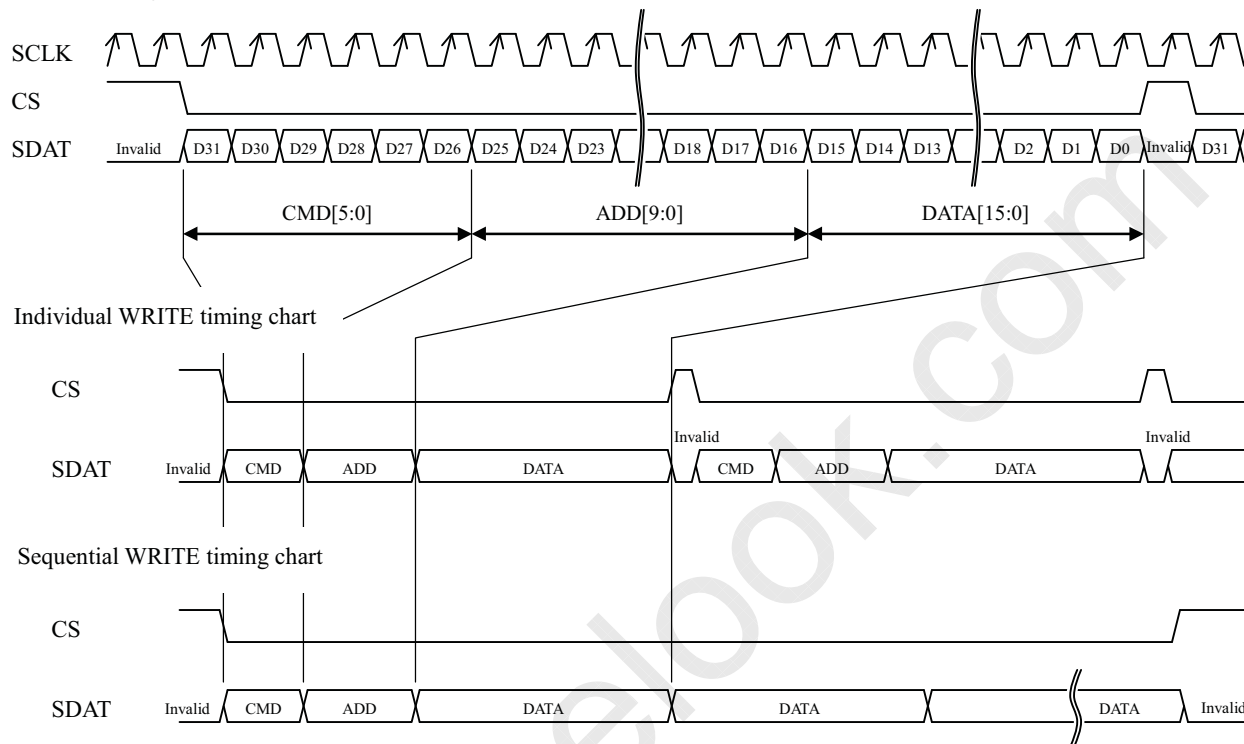 SCLK
CS
SDAT Invalid D31 D30 D29 D28 D27 D26 D25 D24 D23 D18 D17 D16 D15 D14 D13 D2 D1 D0 Invalid D31
CMD[5:0] ADD[9:0] DATA[15:0]
Individual WRITE timing chart
CS
Invalid Invalid
SDAT Invalid CMD ADD DATA CMD ADD DATA
Sequential WRITE timing chart
CS
SDAT Invalid CMD ADD DATA DATA DATA Invalid
elook.com